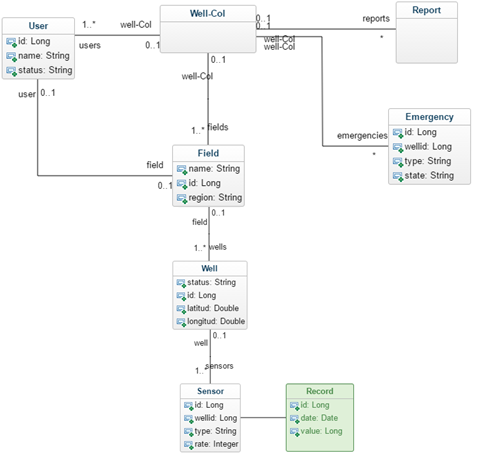 Well-Col
Report
User
id: Long
name: String
status: String
1..*
well-Col
users
0..1
0..1
0..1
reports
*
well-Col
well-Col
user
0..1
0..1
well-Col
Emergency
id: Long
wellid: Long
type: String
state: String
emergencies
*
1..*
fields
Field
name: String
id: Long
region: String
field
0..1
0..1
field
1..*
wells
Well
status: String
id: Long
latitud: Double
longitud: Double
0..1
well
sensors
1..*
Sensor
id: Long
wellid: Long
type: String
rate: Integer
Record
id: Long
date: Date
value: Long